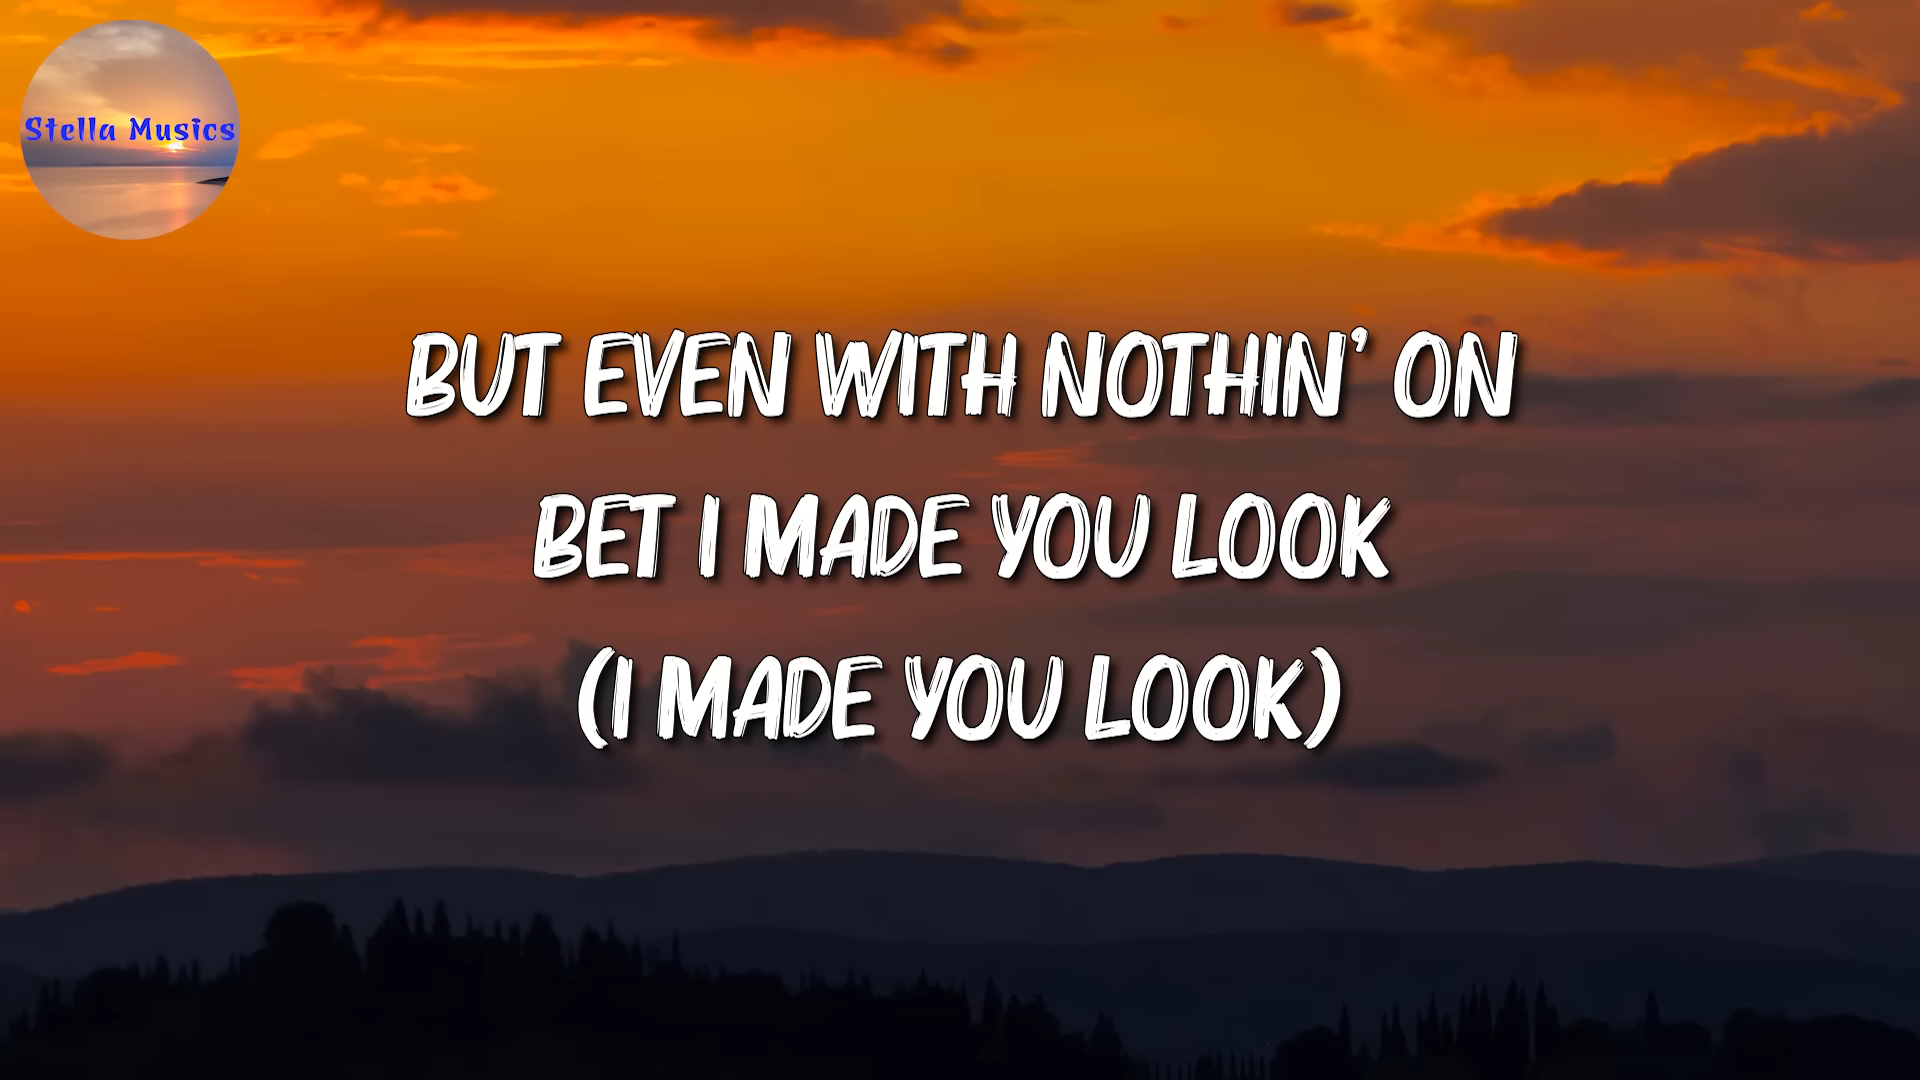 Stella Musics
BUT EVEN WITH NOTHIN' ON
BET I MADE YOU LOOK
(I MADE YOU LOOK)